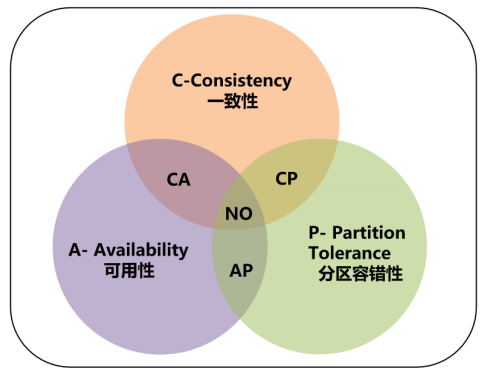 C-Consistency
一致性
CA
CP
NO
A- Availability
可用性
AP
P- Partition
Tolerance
分区容错性